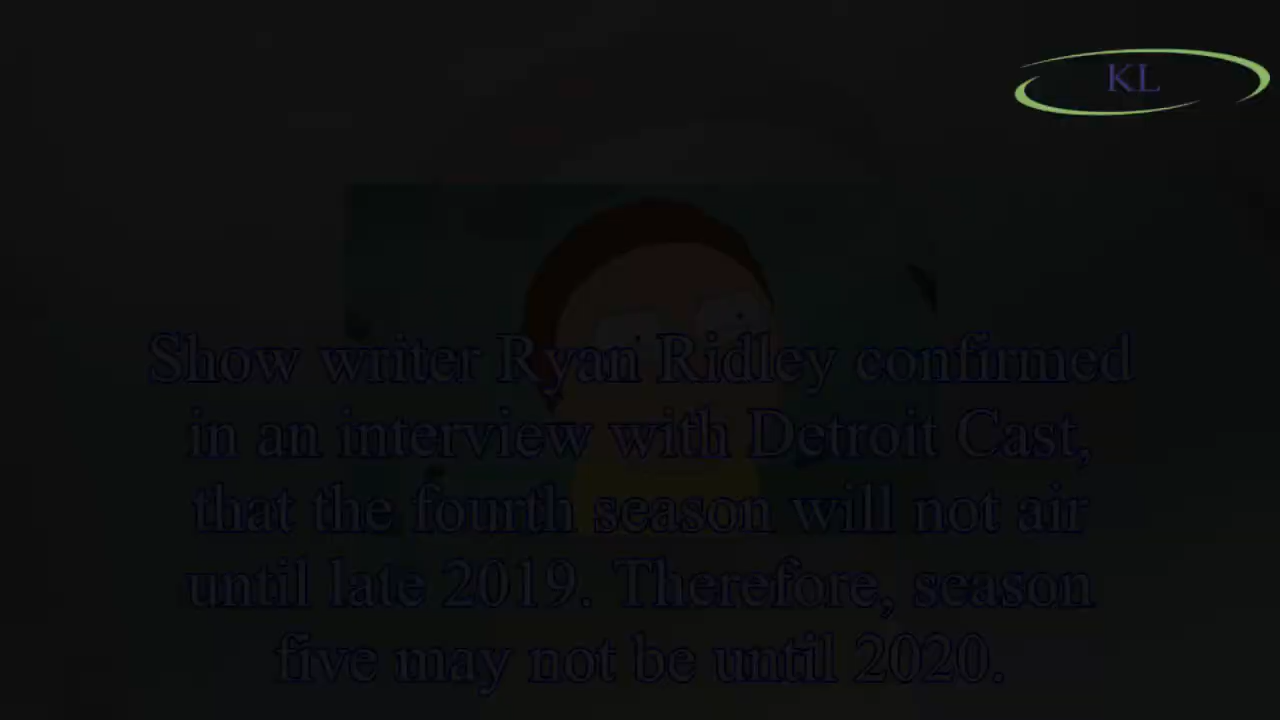 KL
Show writer Ryan Ridley confirmed
in an interview with Detroit Cast,
that the fourth season will not air
until late 2019. Therefore, season
five may not be until 2020.